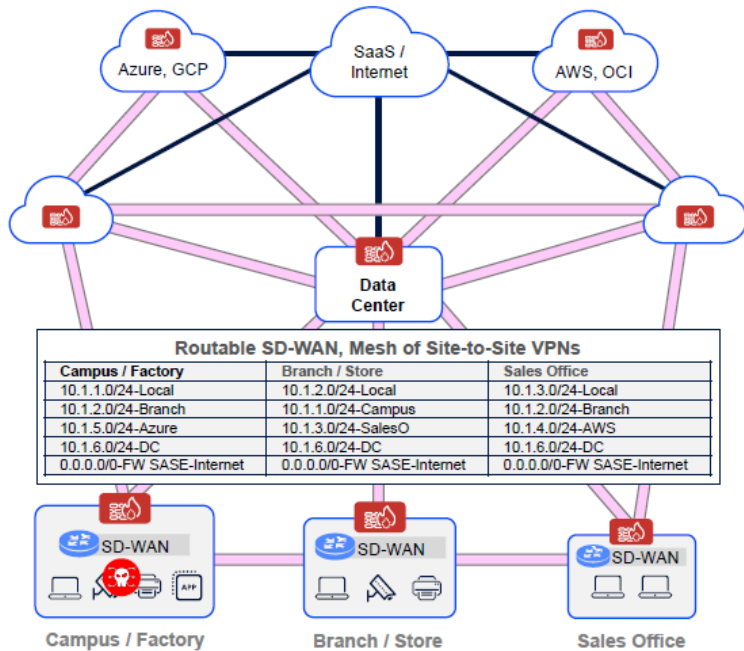 SaaS /
Internet
Azure, GCP
AWS, OCI
Data
Center
Routable SD-WAN, Mesh of Site-to-Site VPNs
Campus / Factory
Branch / Store
Sales Office
10.1.1.0/24-Local
10.1.2.0/24-Local
10.1.3.0/24-Local
10.1.2.0/24-Branch
10.1.1.0/24-Campus
10.1.2.0/24-Branch
10.1.5.0/24-Azure
10.1.3.0/24-SalesO
10.1.4.0/24-AWS
10.1.6.0/24-DC
10.1.6.0/24-DC
10.1.6.0/24-DC
0.0.0.0/0-FW SASE-Internet
0.0.0.0/0-FW SASE-Internet
0.0.0.0/0-FW SASE-Internet
SD-WAN
SD-WAN
SD-WAN
APP
Campus / Factory
Branch / Store
Sales Office